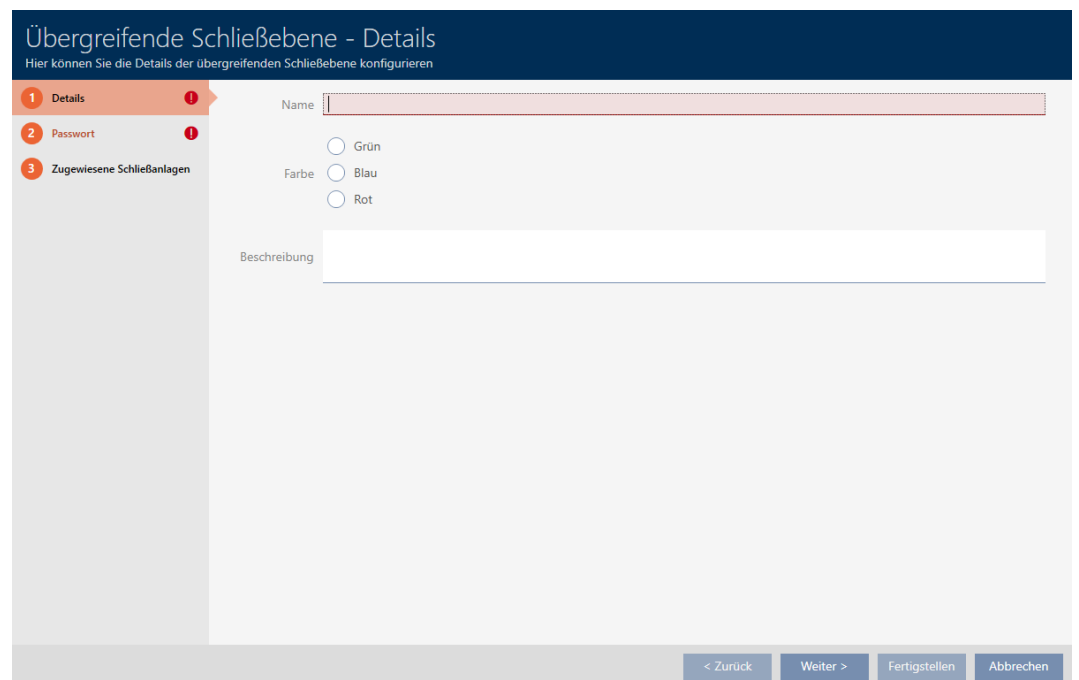 Übergreifende Schließebene - Details
Hier können Sie die Details der übergreifenden Schließebene konfigurieren
1 Details !
2 Passwort !
3 Zugewiesene Schließanlagen
Name
Farbe
Grün
Blau
Rot
Beschreibung
< Zurück Weiter > Fertigstellen Abbrechen